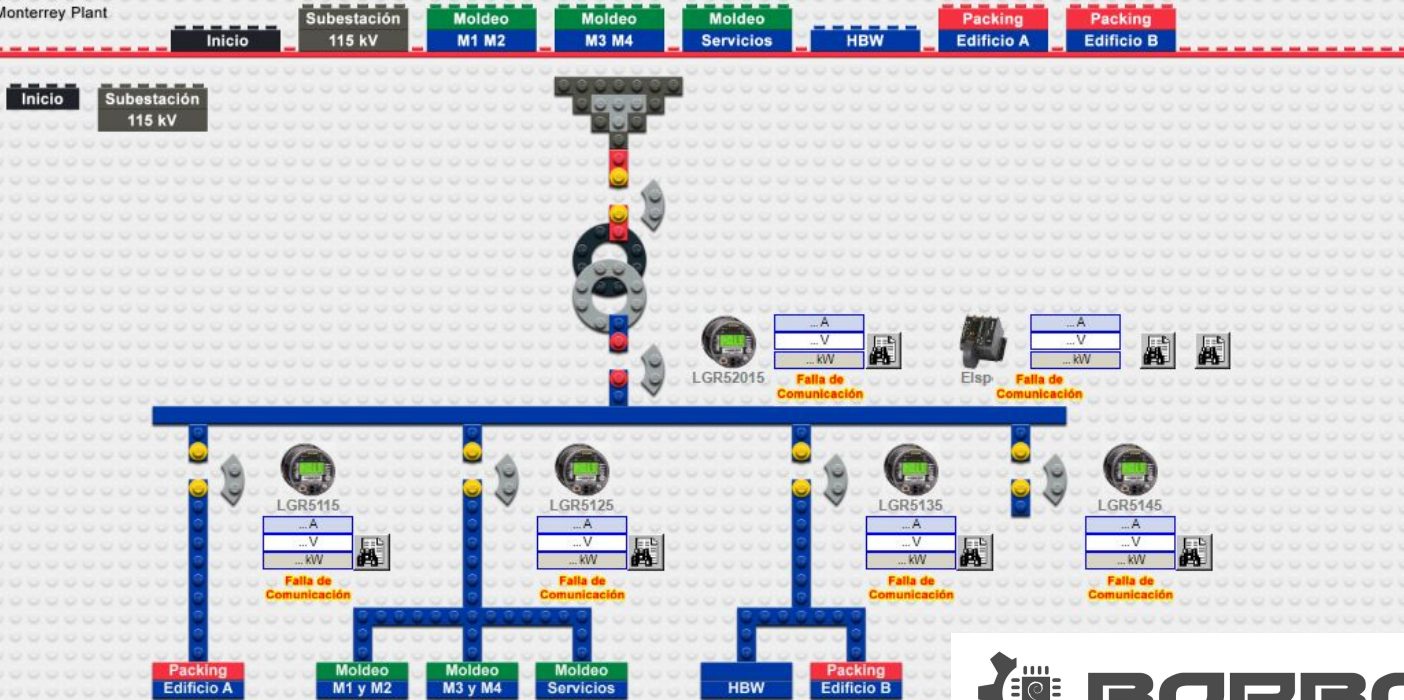 Monterrey Plant
Inicio
Subestación
115 kV
Moldeo
M1 M2
Moldeo
M3 M4
Moldeo
Servicios
HBW
Packing
Edificio A
Packing
Edificio B
Inicio
Subestación
115 kV
LGR52015
... A
... V
... kW
Falla de
Comunicación
Elsp
... A
... V
... kW
Falla de
Comunicación
LGR5115
... A
... V
... kW
Falla de
Comunicación
LGR5125
... A
... V
... kW
Falla de
Comunicación
LGR5135
... A
... V
... kW
Falla de
Comunicación
LGR5145
... A
... V
... kW
Falla de
Comunicación
Packing
Edificio A
Moldeo
M1 y M2
Moldeo
M3 y M4
Moldeo
Servicios
HBW
Packing
Edificio B